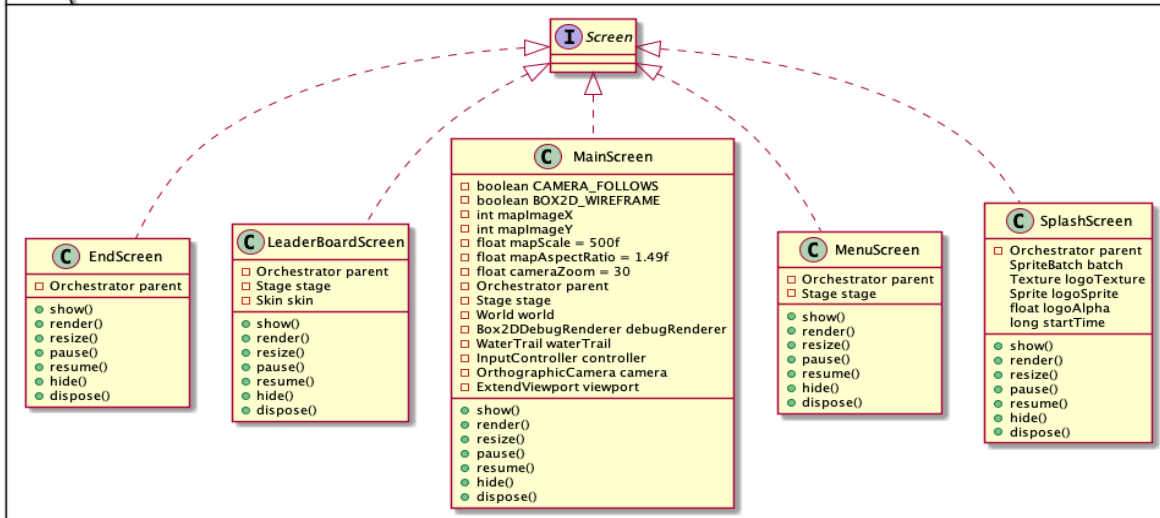 I Screen
C EndScreen
Orchestrator parent
show()
render()
resize()
pause()
resume()
hide()
dispose()
C LeaderBoardScreen
Orchestrator parent
Stage stage
Skin skin
show()
render()
resize()
pause()
resume()
hide()
dispose()
C MainScreen
boolean CAMERA_FOLLOWS
boolean BOX2D_WIREFRAME
int mapImageX
int mapImageY
float mapScale = 500f
float mapAspectRatio = 1.49f
float cameraZoom = 30
Orchestrator parent
Stage stage
World world
Box2DDebugRenderer debugRenderer
WaterTrail waterTrail
InputController controller
OrthographicCamera camera
ExtendViewport viewport
show()
render()
resize()
pause()
resume()
hide()
dispose()
C MenuScreen
Orchestrator parent
Stage stage
show()
render()
resize()
pause()
resume()
hide()
dispose()
C SplashScreen
Orchestrator parent
SpriteBatch batch
Texture logoTexture
Sprite logoSprite
float logoAlpha
long startTime
show()
render()
resize()
pause()
resume()
hide()
dispose()